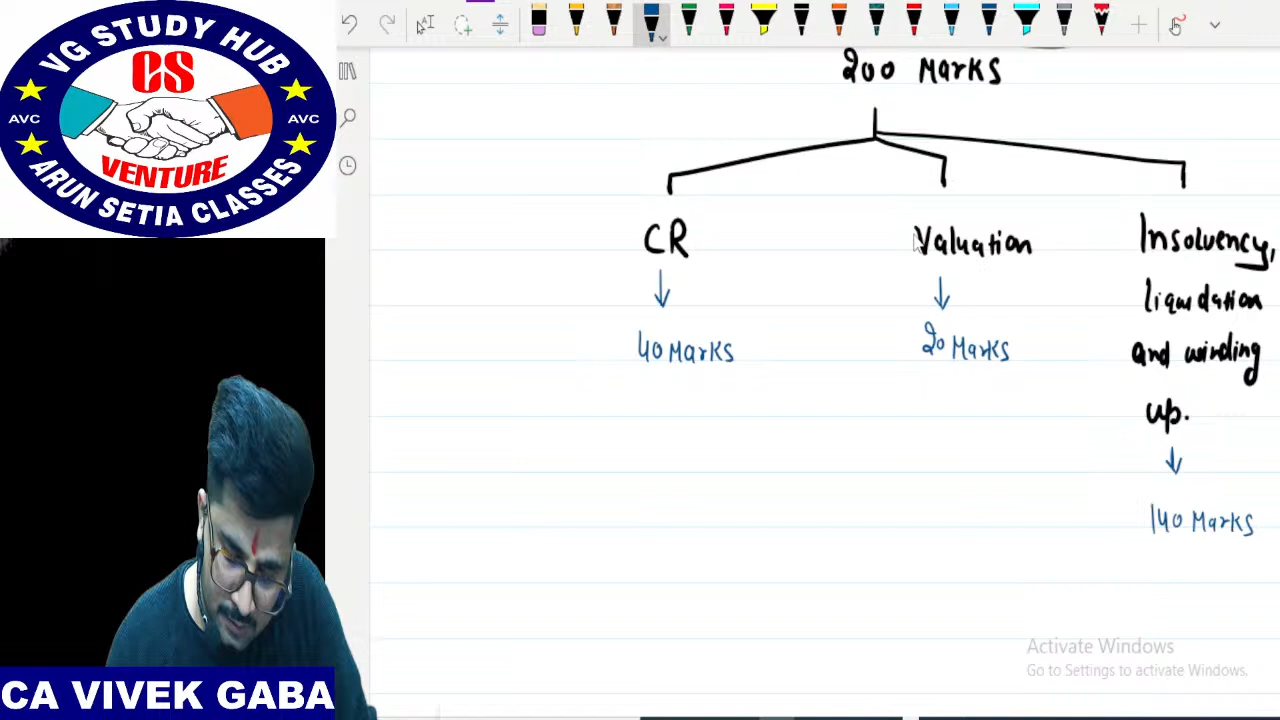 VG STUDY HUB
CS
AVC
AVC
VENTURE
ARUN SETIA CLASSES
200 Marks
CR
Valuation
Insolvency,
liquidation
and winding
up.
40 Marks
20 Marks
140 Marks
Activate Windows
Go to Settings to activate Windows.
CA VIVEK GABA